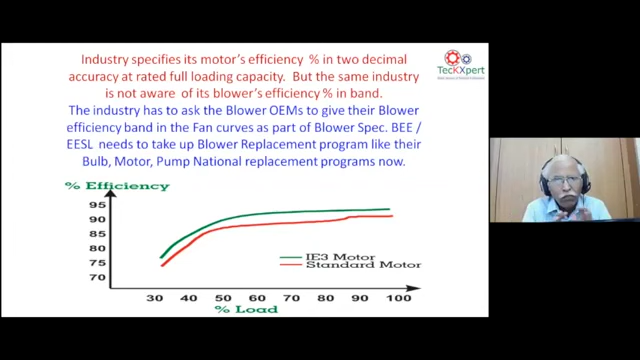 Industry specifies its motor's efficiency % in two decimal
accuracy at rated full loading capacity. But the same industry
is not aware of its blower's efficiency % in band.
The industry has to ask the Blower OEMs to give their Blower
efficiency band in the Fan curves as part of Blower Spec. BEE /
EESL needs to take up Blower Replacement program like their
Bulb, Motor, Pump National replacement programs now.
TecKXpert
% Efficiency
95
90
85
80
75
70
IE3 Motor
Standard Motor
30 40 50 60 70 80 90 100
% Load